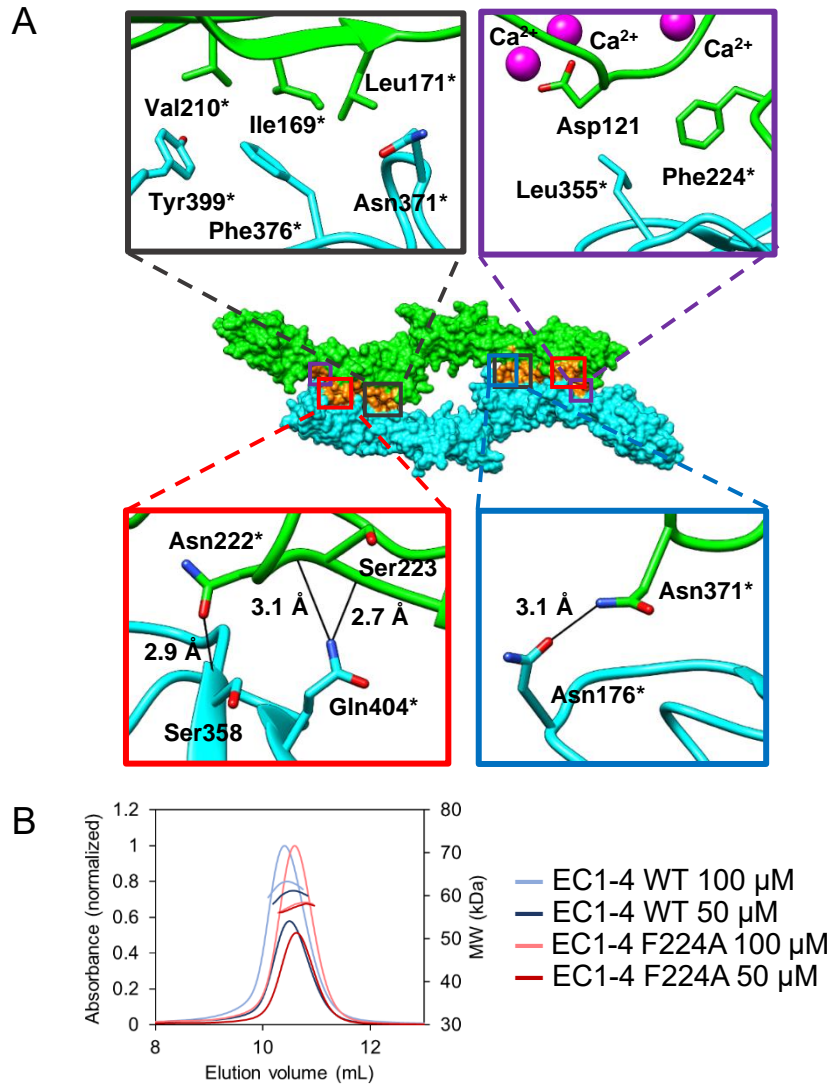 A
Ca²⁺
Ca²⁺
Ca²⁺
Leu171*
Val210*
Ile169*
Asp121
Phe224*
Leu355*
Tyr399*
Asn371*
Phe376*
Asn222*
Ser223
3.1 Å
2.7 Å
2.9 Å
Gln404*
Ser358
3.1 Å
Asn371*
Asn176*
B
Absorbance (normalized)
1.2
1
0.8
0.6
0.4
0.2
0
8
10
12
Elution volume (mL)
80
70
60
50
40
30
MW (kDa)
EC1-4 WT 100 µM
EC1-4 WT 50 µM
EC1-4 F224A 100 µM
EC1-4 F224A 50 µM